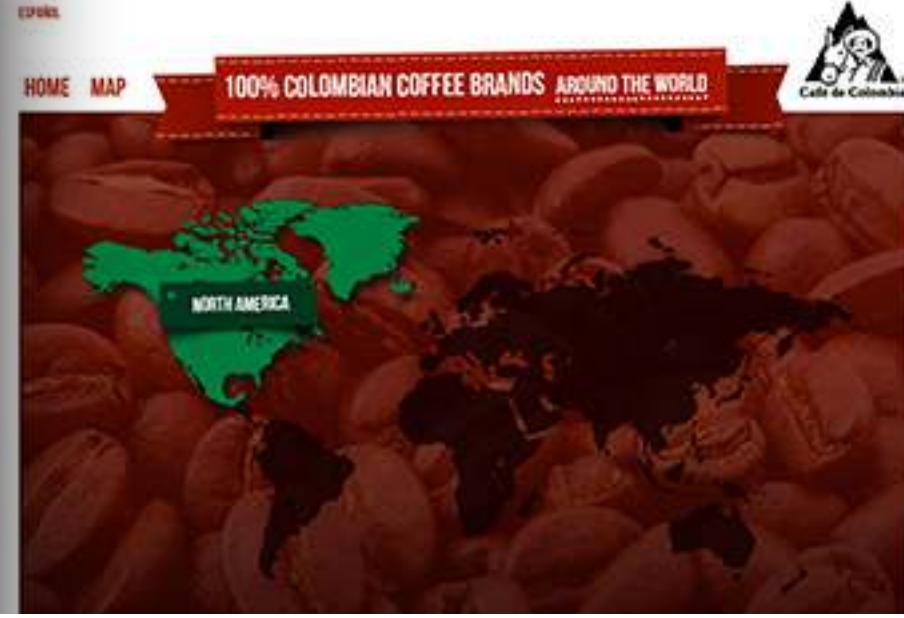 ESPAÑOL
HOME MAP
100% COLOMBIAN COFFEE BRANDS AROUND THE WORLD
Café de Colombia
NORTH AMERICA